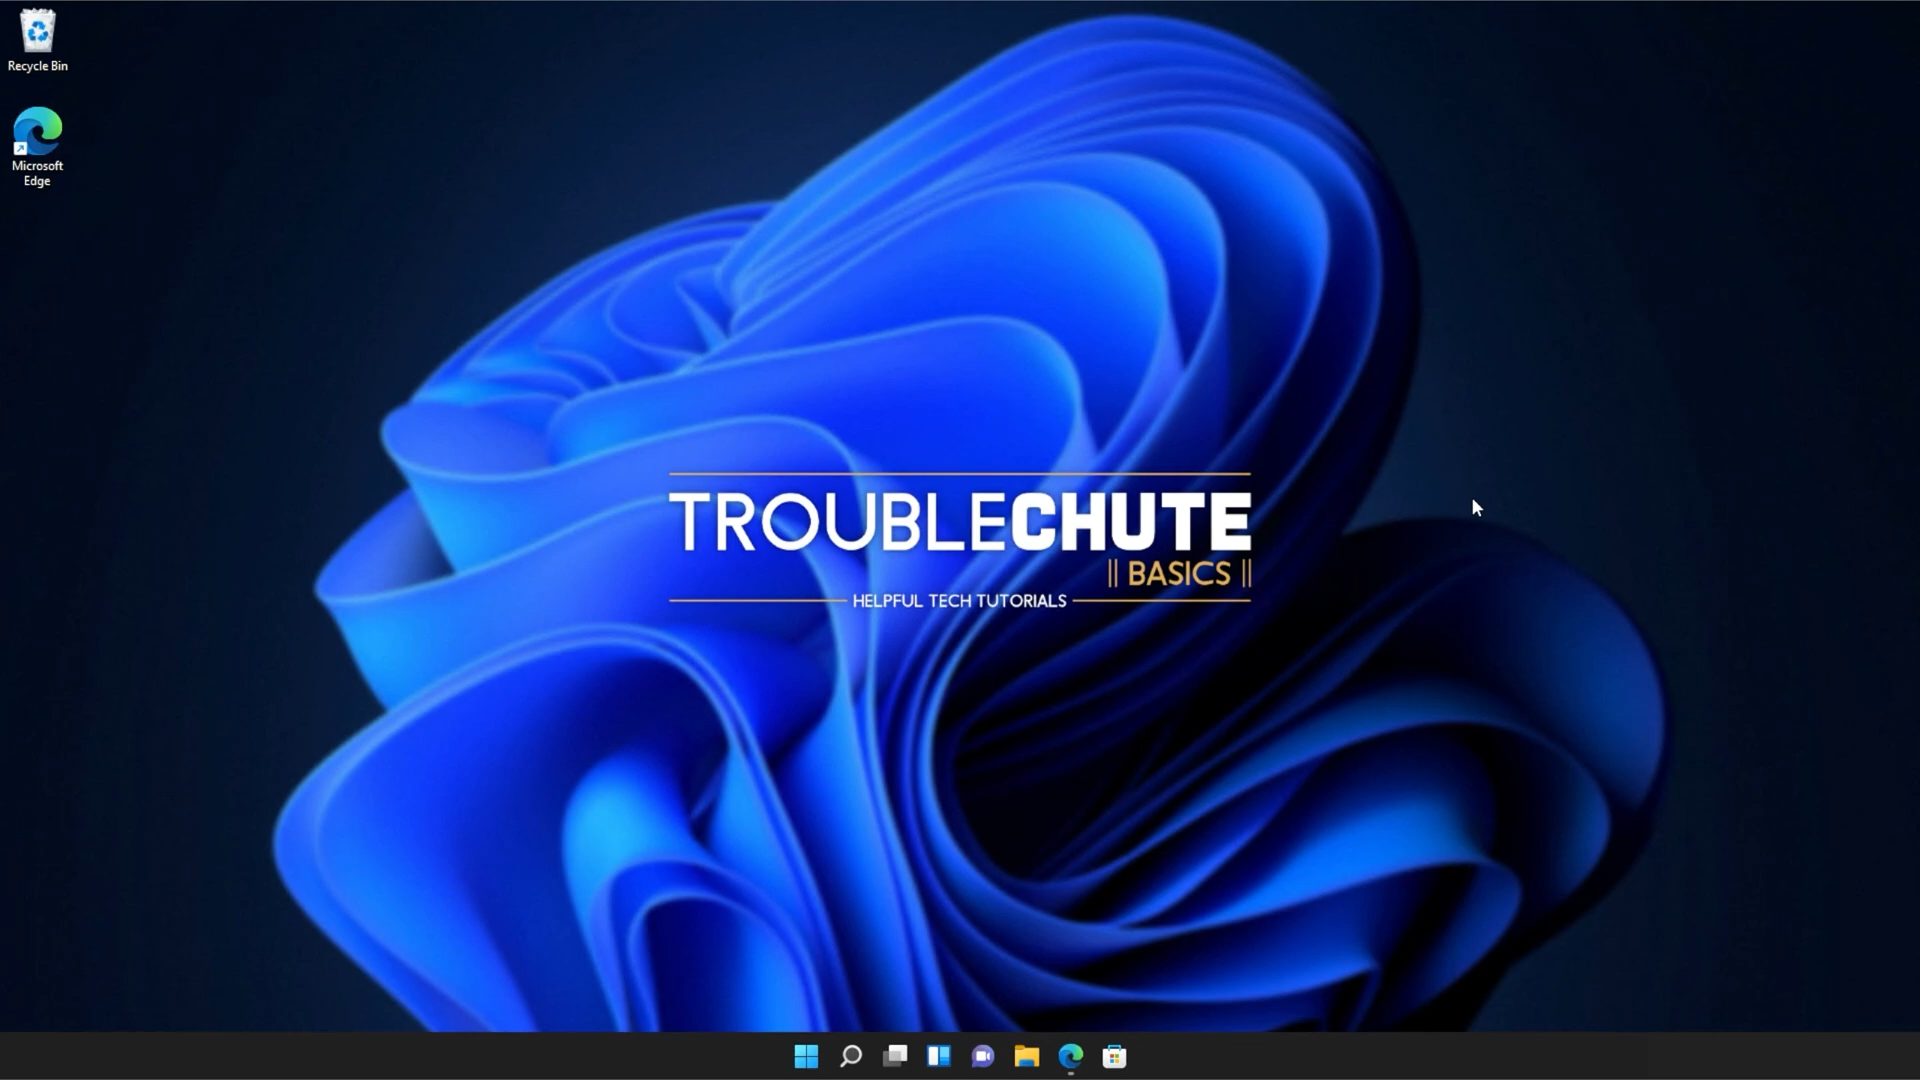 Recycle Bin
Microsoft
Edge
TROUBLECHUTE
|| BASICS ||
HELPFUL TECH TUTORIALS